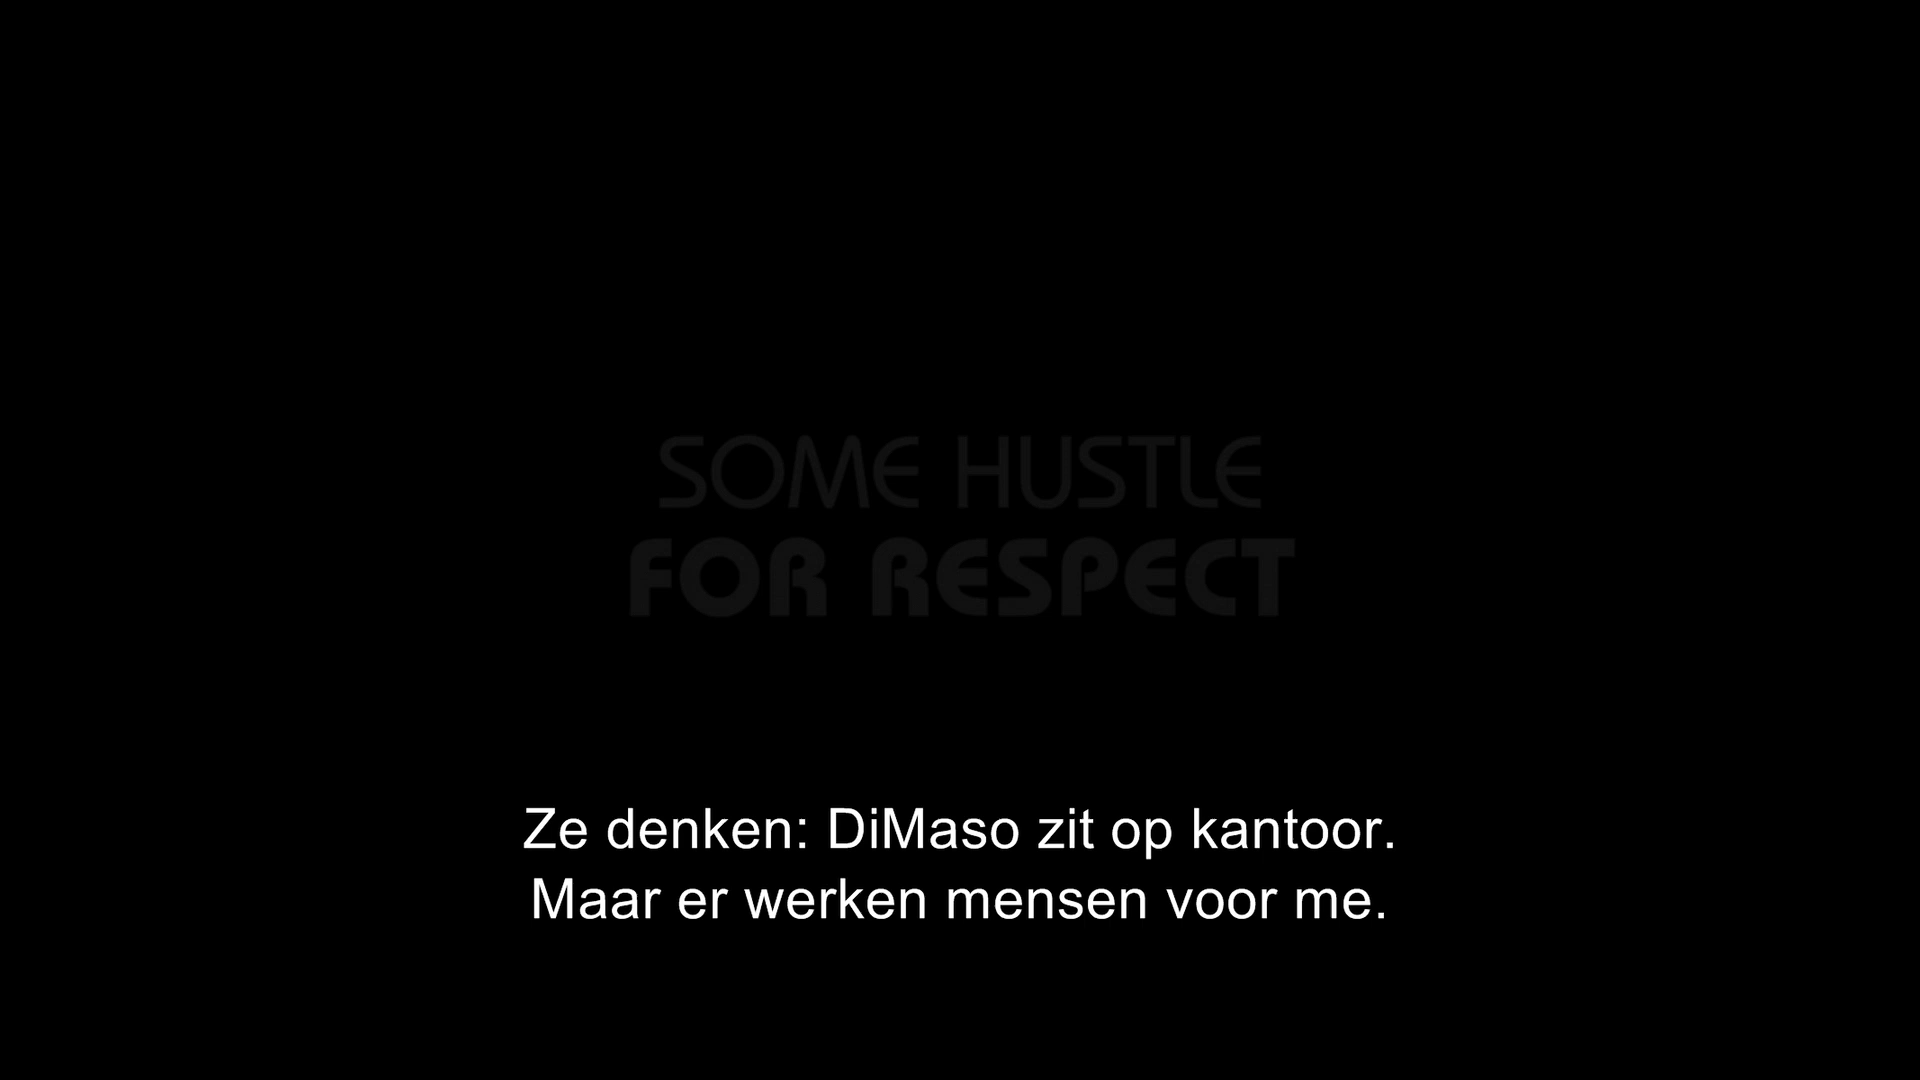 SOME HUSTLE
FOR RESPECT
Ze denken: DiMaso zit op kantoor.
Maar er werken mensen voor me.